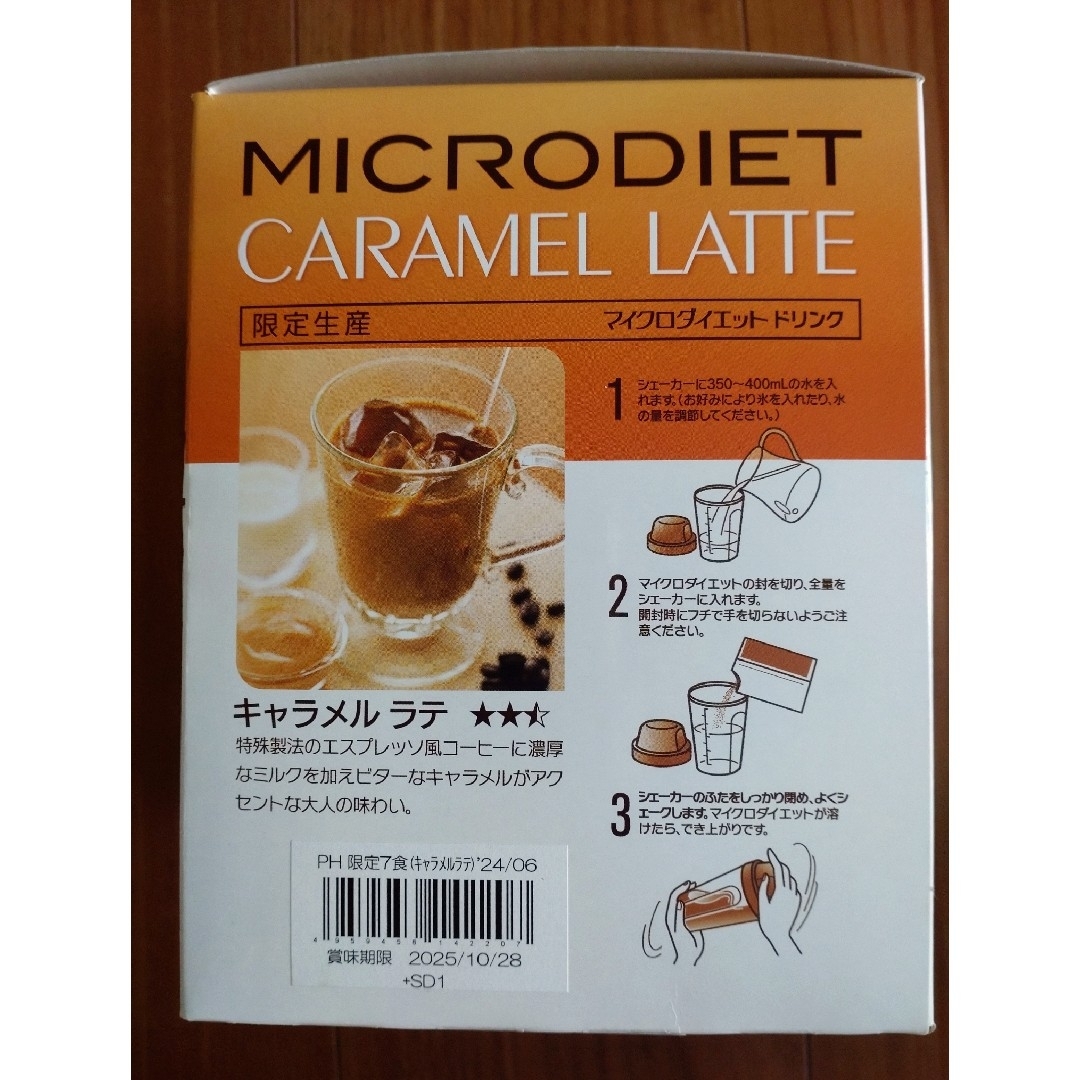 MICRODIET
CARAMEL LATTE
限定生産
マイクロダイエット ドリンク
1
シェーカーに350～400mLの水を入
れます。(お好みにより氷を入れたり、水
の量を調節してください。)
2
マイクロダイエットの封を切り、全量を
シェーカーに入れます。
開封時にフチで手を切らないようご注
意ください。
キャラメル ラテ ★★⯪
特殊製法のエスプレッソ風コーヒーに濃厚
なミルクを加えビターなキャラメルがアク
セントな大人の味わい。
3
シェーカーのふたをしっかり閉め、よくシ
ェークします。マイクロダイエットが溶
けたら、でき上がりです。
PH 限定7食(ｷｬﾗﾒﾙﾗﾃ)'24/06
4959458142207
賞味期限 2025/10/28
+SD1